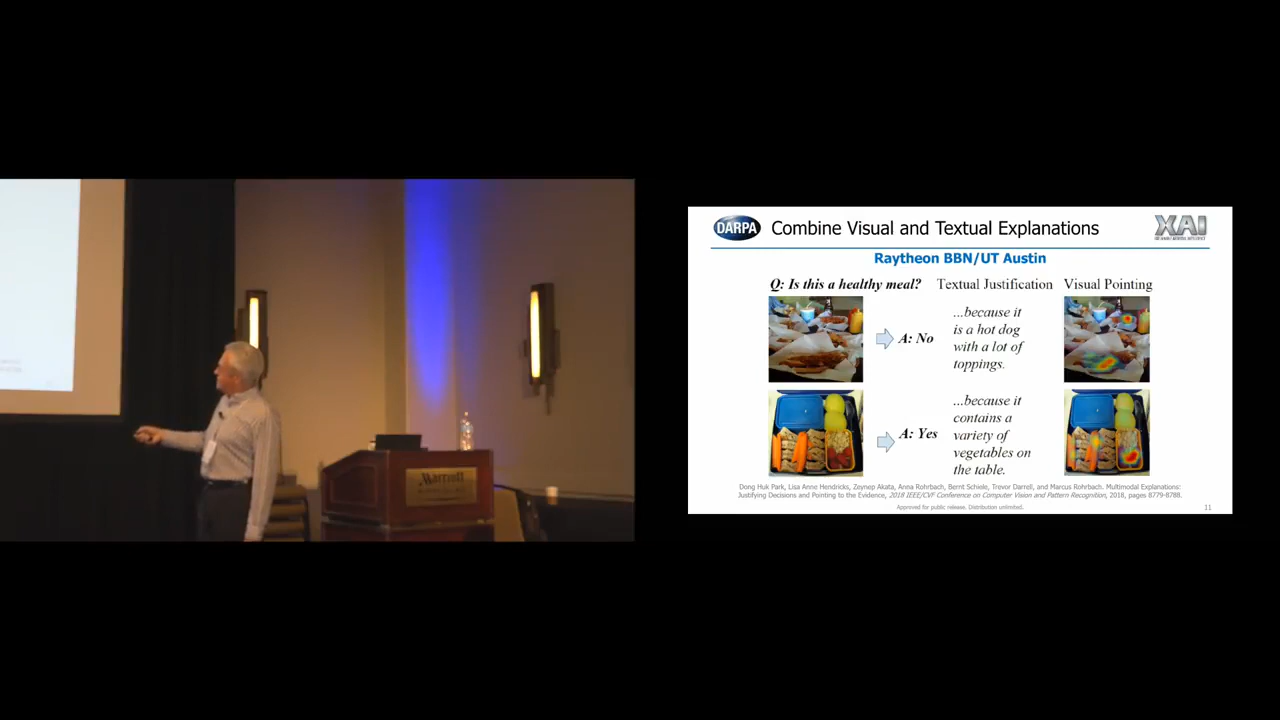 Marriott
DARPA
Combine Visual and Textual Explanations
XAI
Raytheon BBN/UT Austin
Q: Is this a healthy meal?
Textual Justification
Visual Pointing
A: No
...because it
is a hot dog
with a lot of
toppings.
A: Yes
...because it
contains a
variety of
vegetables on
the table.
Dong Huk Park, Lisa Anne Hendricks, Zeynep Akata, Anna Rohrbach, Bernt Schiele, Trevor Darrell, and Marcus Rohrbach. Multimodal Explanations:
Justifying Decisions and Pointing to the Evidence, 2018 IEEE/CVF Conference on Computer Vision and Pattern Recognition, 2018, pages 8779-8788.
Approved for public release. Distribution unlimited.
11